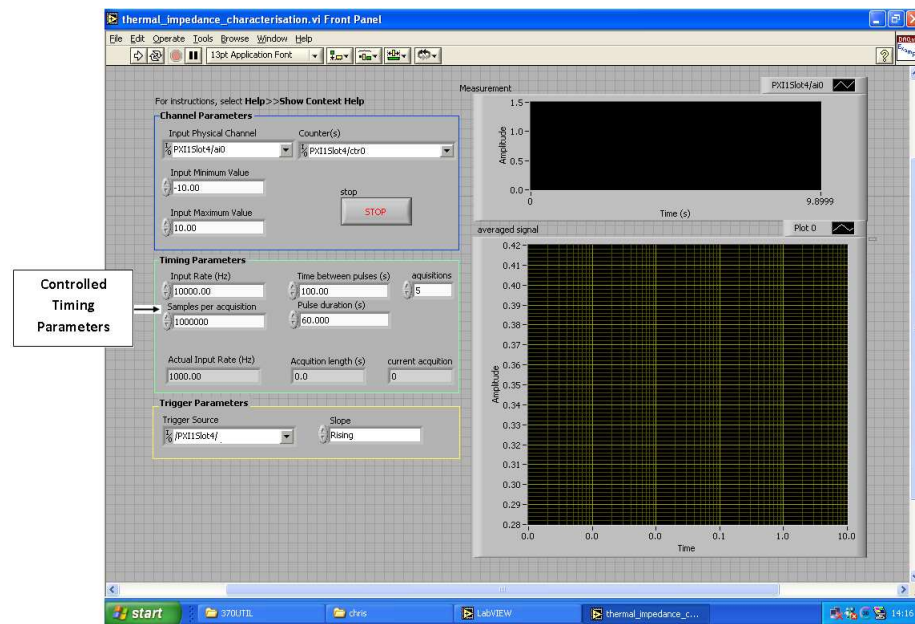 thermal_impedance_characterisation.vi Front Panel
File Edit Operate Tools Browse Window Help
13pt Application Font
?
For instructions, select Help>>Show Context Help
Channel Parameters
Input Physical Channel
Counter(s)
PXI1Slot4/ai0
PXI1Slot4/ctr0
Input Minimum Value
-10.00
Input Maximum Value
10.00
stop
STOP
Controlled
Timing
Parameters
Timing Parameters
Input Rate (Hz)
Time between pulses (s)
aquisitions
10000.00
100.00
5
Samples per acquisition
Pulse duration (s)
1000000
60.000
Actual Input Rate (Hz)
Acquition length (s)
current acquition
1000.00
0.0
0
Trigger Parameters
Trigger Source
Slope
/PXI1Slot4/
Rising
Measurement
PXI1Slot4/ai0
Amplitude
1.5
1.0
0.5
0.0
0
9.8999
Time (s)
averaged signal
Plot 0
Amplitude
0.42
0.41
0.40
0.39
0.38
0.37
0.36
0.35
0.34
0.33
0.32
0.31
0.30
0.29
0.28
0.0
0.0
0.0
0.1
1.0
10.0
Time
start
370UTIL
chris
LabVIEW
thermal_impedance_c...
14:16